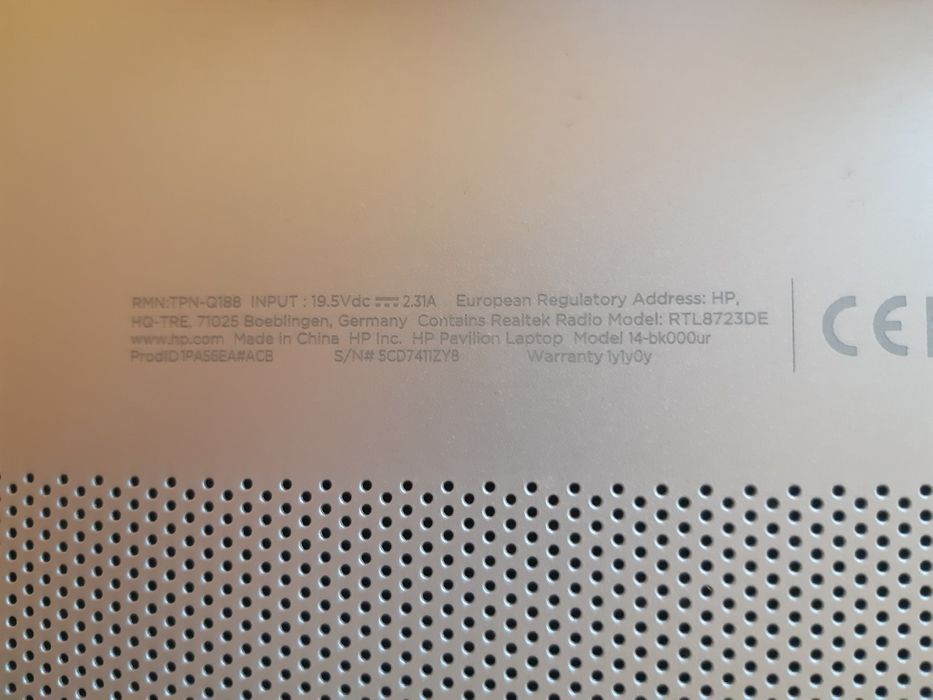 RMN:TPN-Q188 INPUT : 19.5Vdc ⎓ 2.31A European Regulatory Address: HP,
HQ-TRE, 71025 Boeblingen, Germany Contains Realtek Radio Model: RTL8723DE
www.hp.com Made in China HP Inc. HP Pavilion Laptop Model 14-bk000ur
ProdID1PA56EA#ACB S/N# 5CD7411ZY8 Warranty 1y1y0y
CE